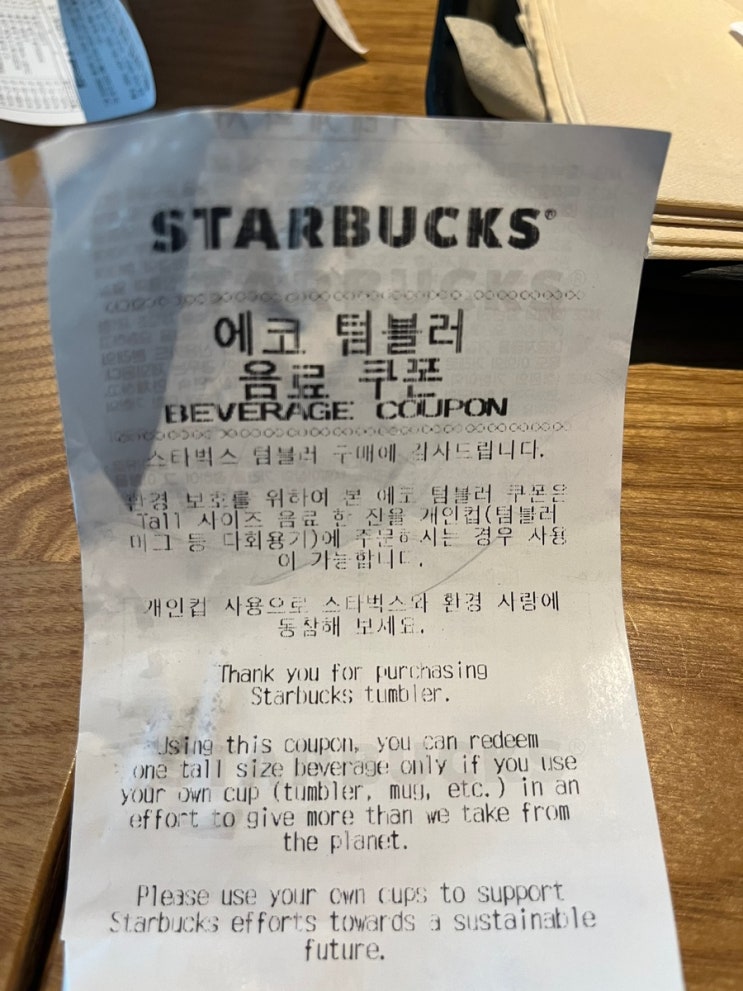 STARBUCKS®
에코 텀블러
음료 쿠폰
BEVERAGE COUPON
스타벅스 텀블러 구매에 감사드립니다.
환경 보호를 위하여 본 에코 텀블러 쿠폰은
Tall 사이즈 음료 한 잔을 개인컵(텀블러
머그 등 다회용기)에 주문하시는 경우 사용
이 가능합니다.
개인컵 사용으로 스타벅스와 환경 사랑에
동참해 보세요.
Thank you for purchasing
Starbucks tumbler.
Using this coupon, you can redeem
one tall size beverage only if you use
your own cup (tumbler, mug, etc.) in an
effort to give more than we take from
the planet.
Please use your own cups to support
Starbucks efforts towards a sustainable
future.